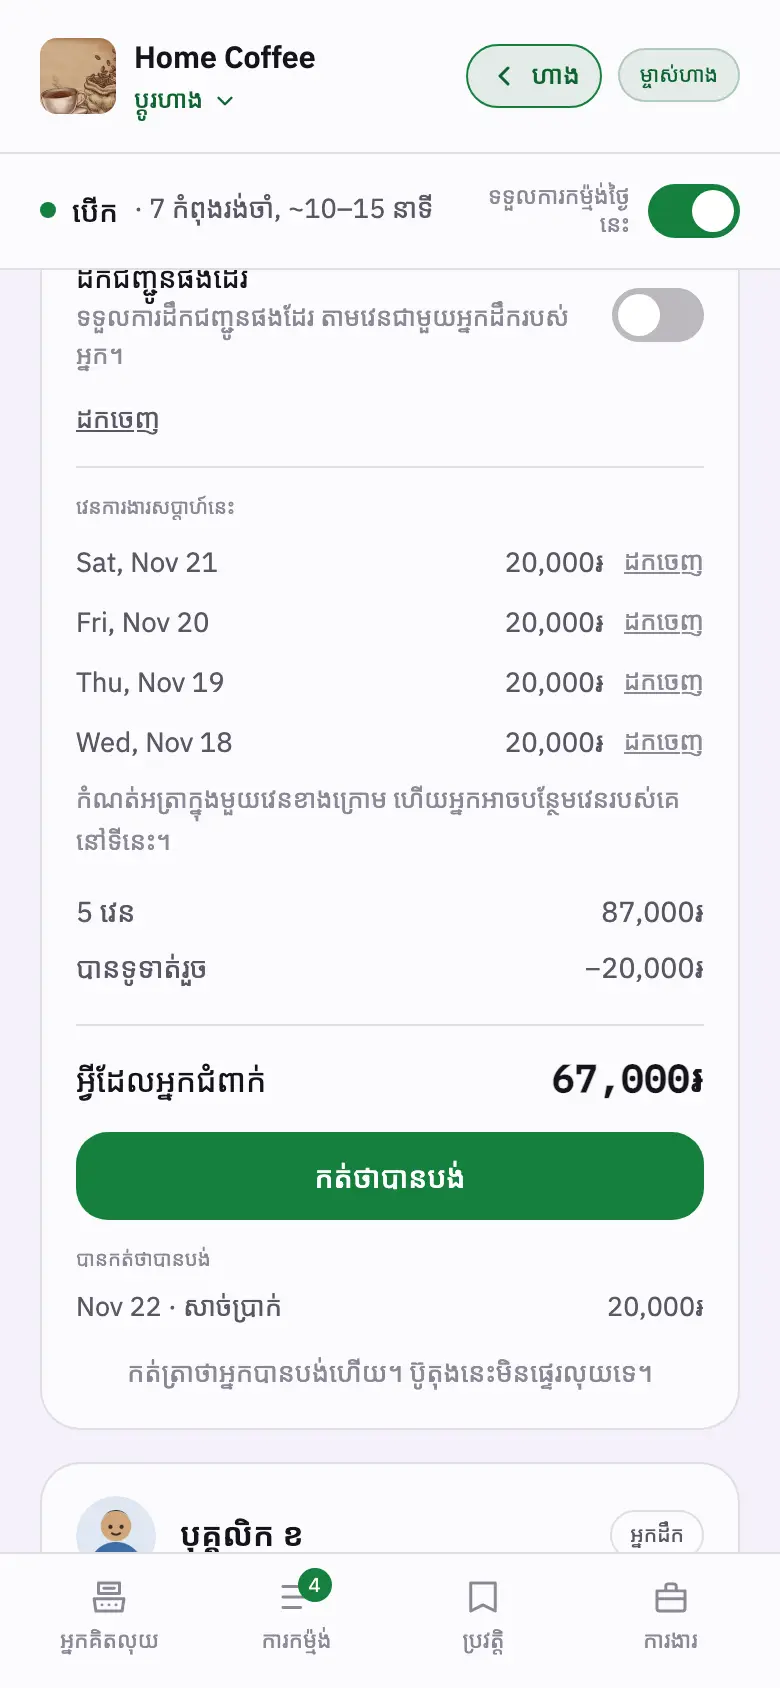 Home Coffee
ប្តូរហាង
ហាង
ម្ចាស់ហាង
បើក · 7 កំពុងរង់ចាំ, ~10–15 នាទី
ទទួលការកម្ម៉ង់ថ្ងៃ
នេះ
ដឹកជញ្ជូនផងដែរ
ទទួលការដឹកជញ្ជូនផងដែរ តាមវេនជាមួយអ្នកដឹករបស់
អ្នក។
ដកចេញ
វេនការងារសប្តាហ៍នេះ
Sat, Nov 21 20,000៛ ដកចេញ
Fri, Nov 20 20,000៛ ដកចេញ
Thu, Nov 19 20,000៛ ដកចេញ
Wed, Nov 18 20,000៛ ដកចេញ
កំណត់អត្រាក្នុងមួយវេនខាងក្រោម ហើយអ្នកអាចបន្ថែមវេនរបស់គេ
នៅទីនេះ។
5 វេន 87,000៛
បានទូទាត់រួច −20,000៛
អ្វីដែលអ្នកជំពាក់ 67,000៛
កត់ថាបានបង់
បានកត់ថាបានបង់
Nov 22 · សាច់ប្រាក់ 20,000៛
កត់ត្រាថាអ្នកបានបង់ហើយ។ ប៊ូតុងនេះមិនផ្ទេរលុយទេ។
បុគ្គលិក ខ
អ្នកដឹក
4
អ្នកគិតលុយ
ការកម្ម៉ង់
ប្រវត្តិ
ការងារ